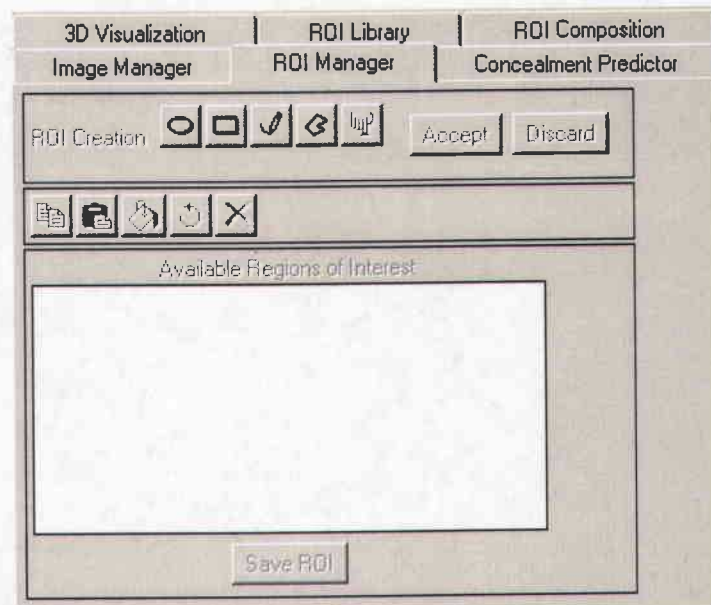 3D Visualization ROI Library ROI Composition
Image Manager ROI Manager Concealment Predictor
ROI Creation Accept Discard
Available Regions of Interest
Save ROI